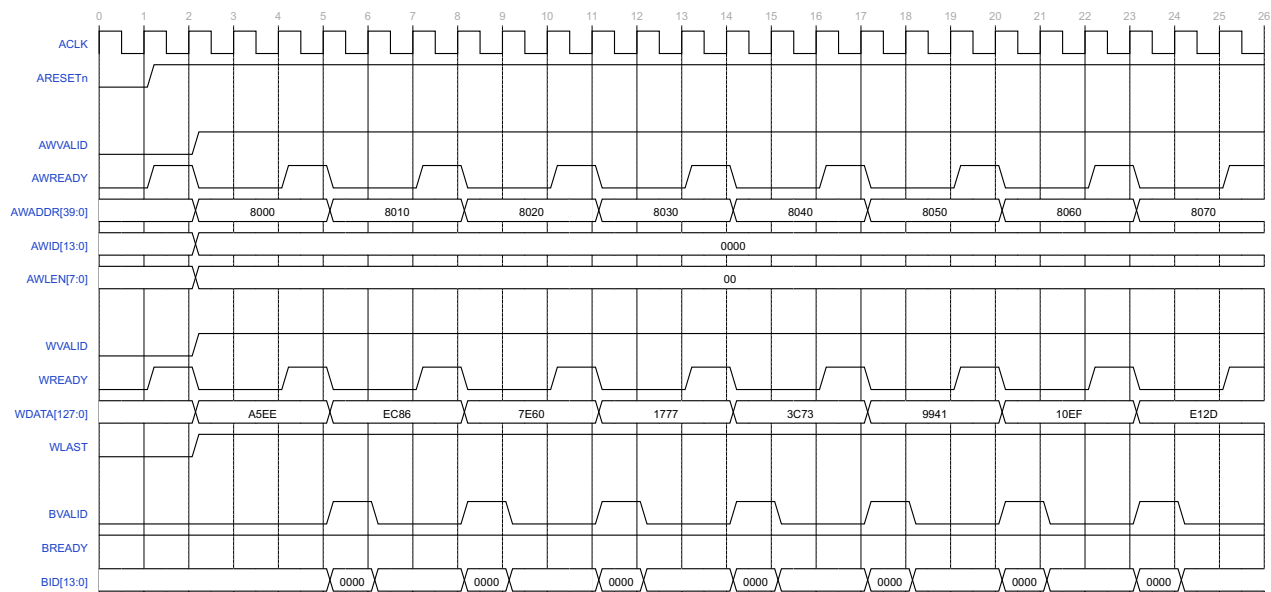 0 1 2 3 4 5 6 7 8 9 10 11 12 13 14 15 16 17 18 19 20 21 22 23 24 25 26
ACLK
ARESETn
AWVALID
AWREADY
AWADDR[39:0] 8000 8010 8020 8030 8040 8050 8060 8070
AWID[13:0] 0000
AWLEN[7:0] 00
WVALID
WREADY
WDATA[127:0] A5EE EC86 7E60 1777 3C73 9941 10EF E12D
WLAST
BVALID
BREADY
BID[13:0] 0000 0000 0000 0000 0000 0000 0000